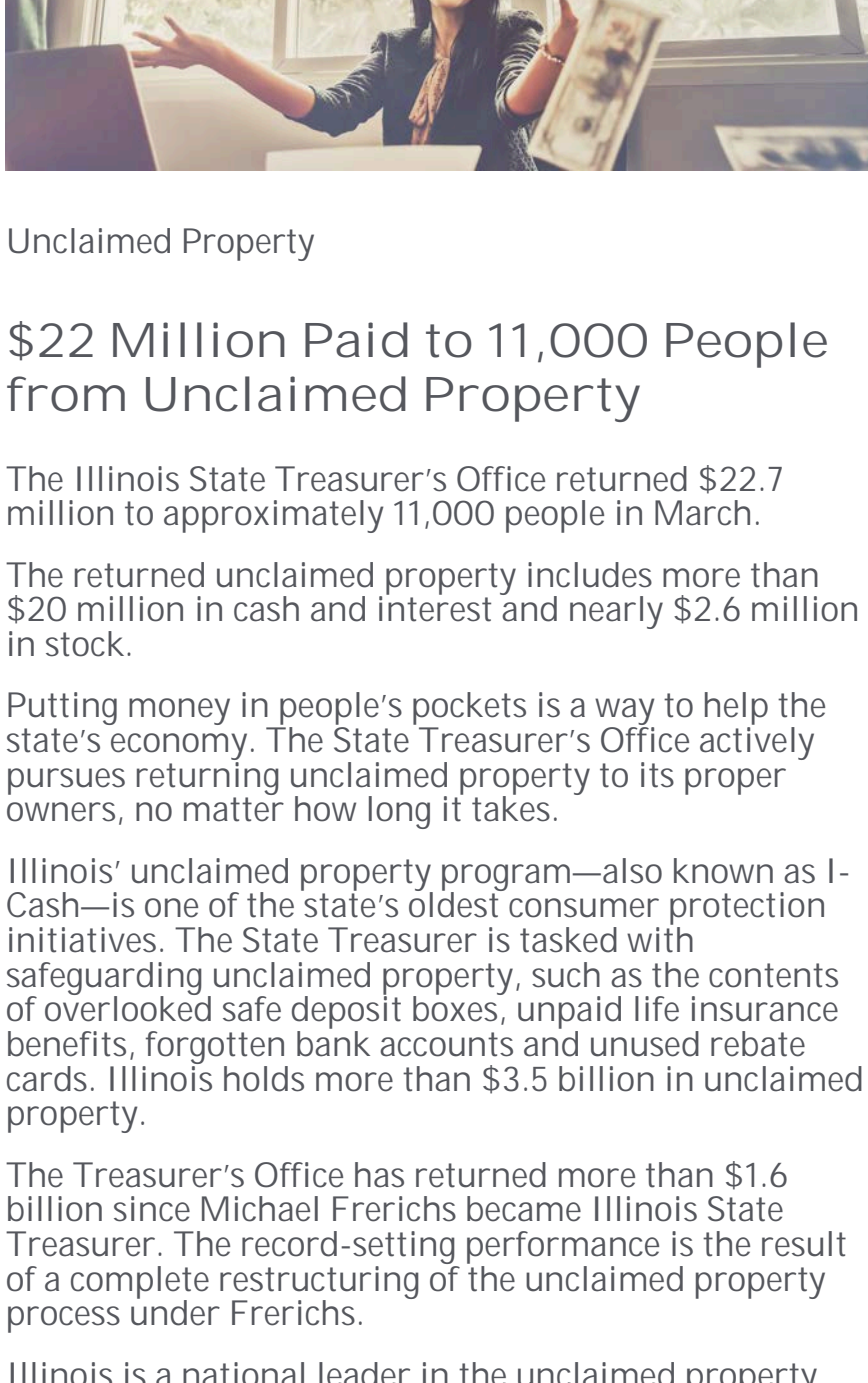 Unclaimed Property
$22 Million Paid to 11,000 People
from Unclaimed Property
The Illinois State Treasurer's Office returned $22.7
million to approximately 11,000 people in March.
The returned unclaimed property includes more than
$20 million in cash and interest and nearly $2.6 million
in stock.
Putting money in people's pockets is a way to help the
state's economy. The State Treasurer's Office actively
pursues returning unclaimed property to its proper
owners, no matter how long it takes.
Illinois' unclaimed property program—also known as I-
Cash—is one of the state's oldest consumer protection
initiatives. The State Treasurer is tasked with
safeguarding unclaimed property, such as the contents
of overlooked safe deposit boxes, unpaid life insurance
benefits, forgotten bank accounts and unused rebate
cards. Illinois holds more than $3.5 billion in unclaimed
property.
The Treasurer's Office has returned more than $1.6
billion since Michael Frerichs became Illinois State
Treasurer. The record-setting performance is the result
of a complete restructuring of the unclaimed property
process under Frerichs.
Illinois is a national leader in the unclaimed property